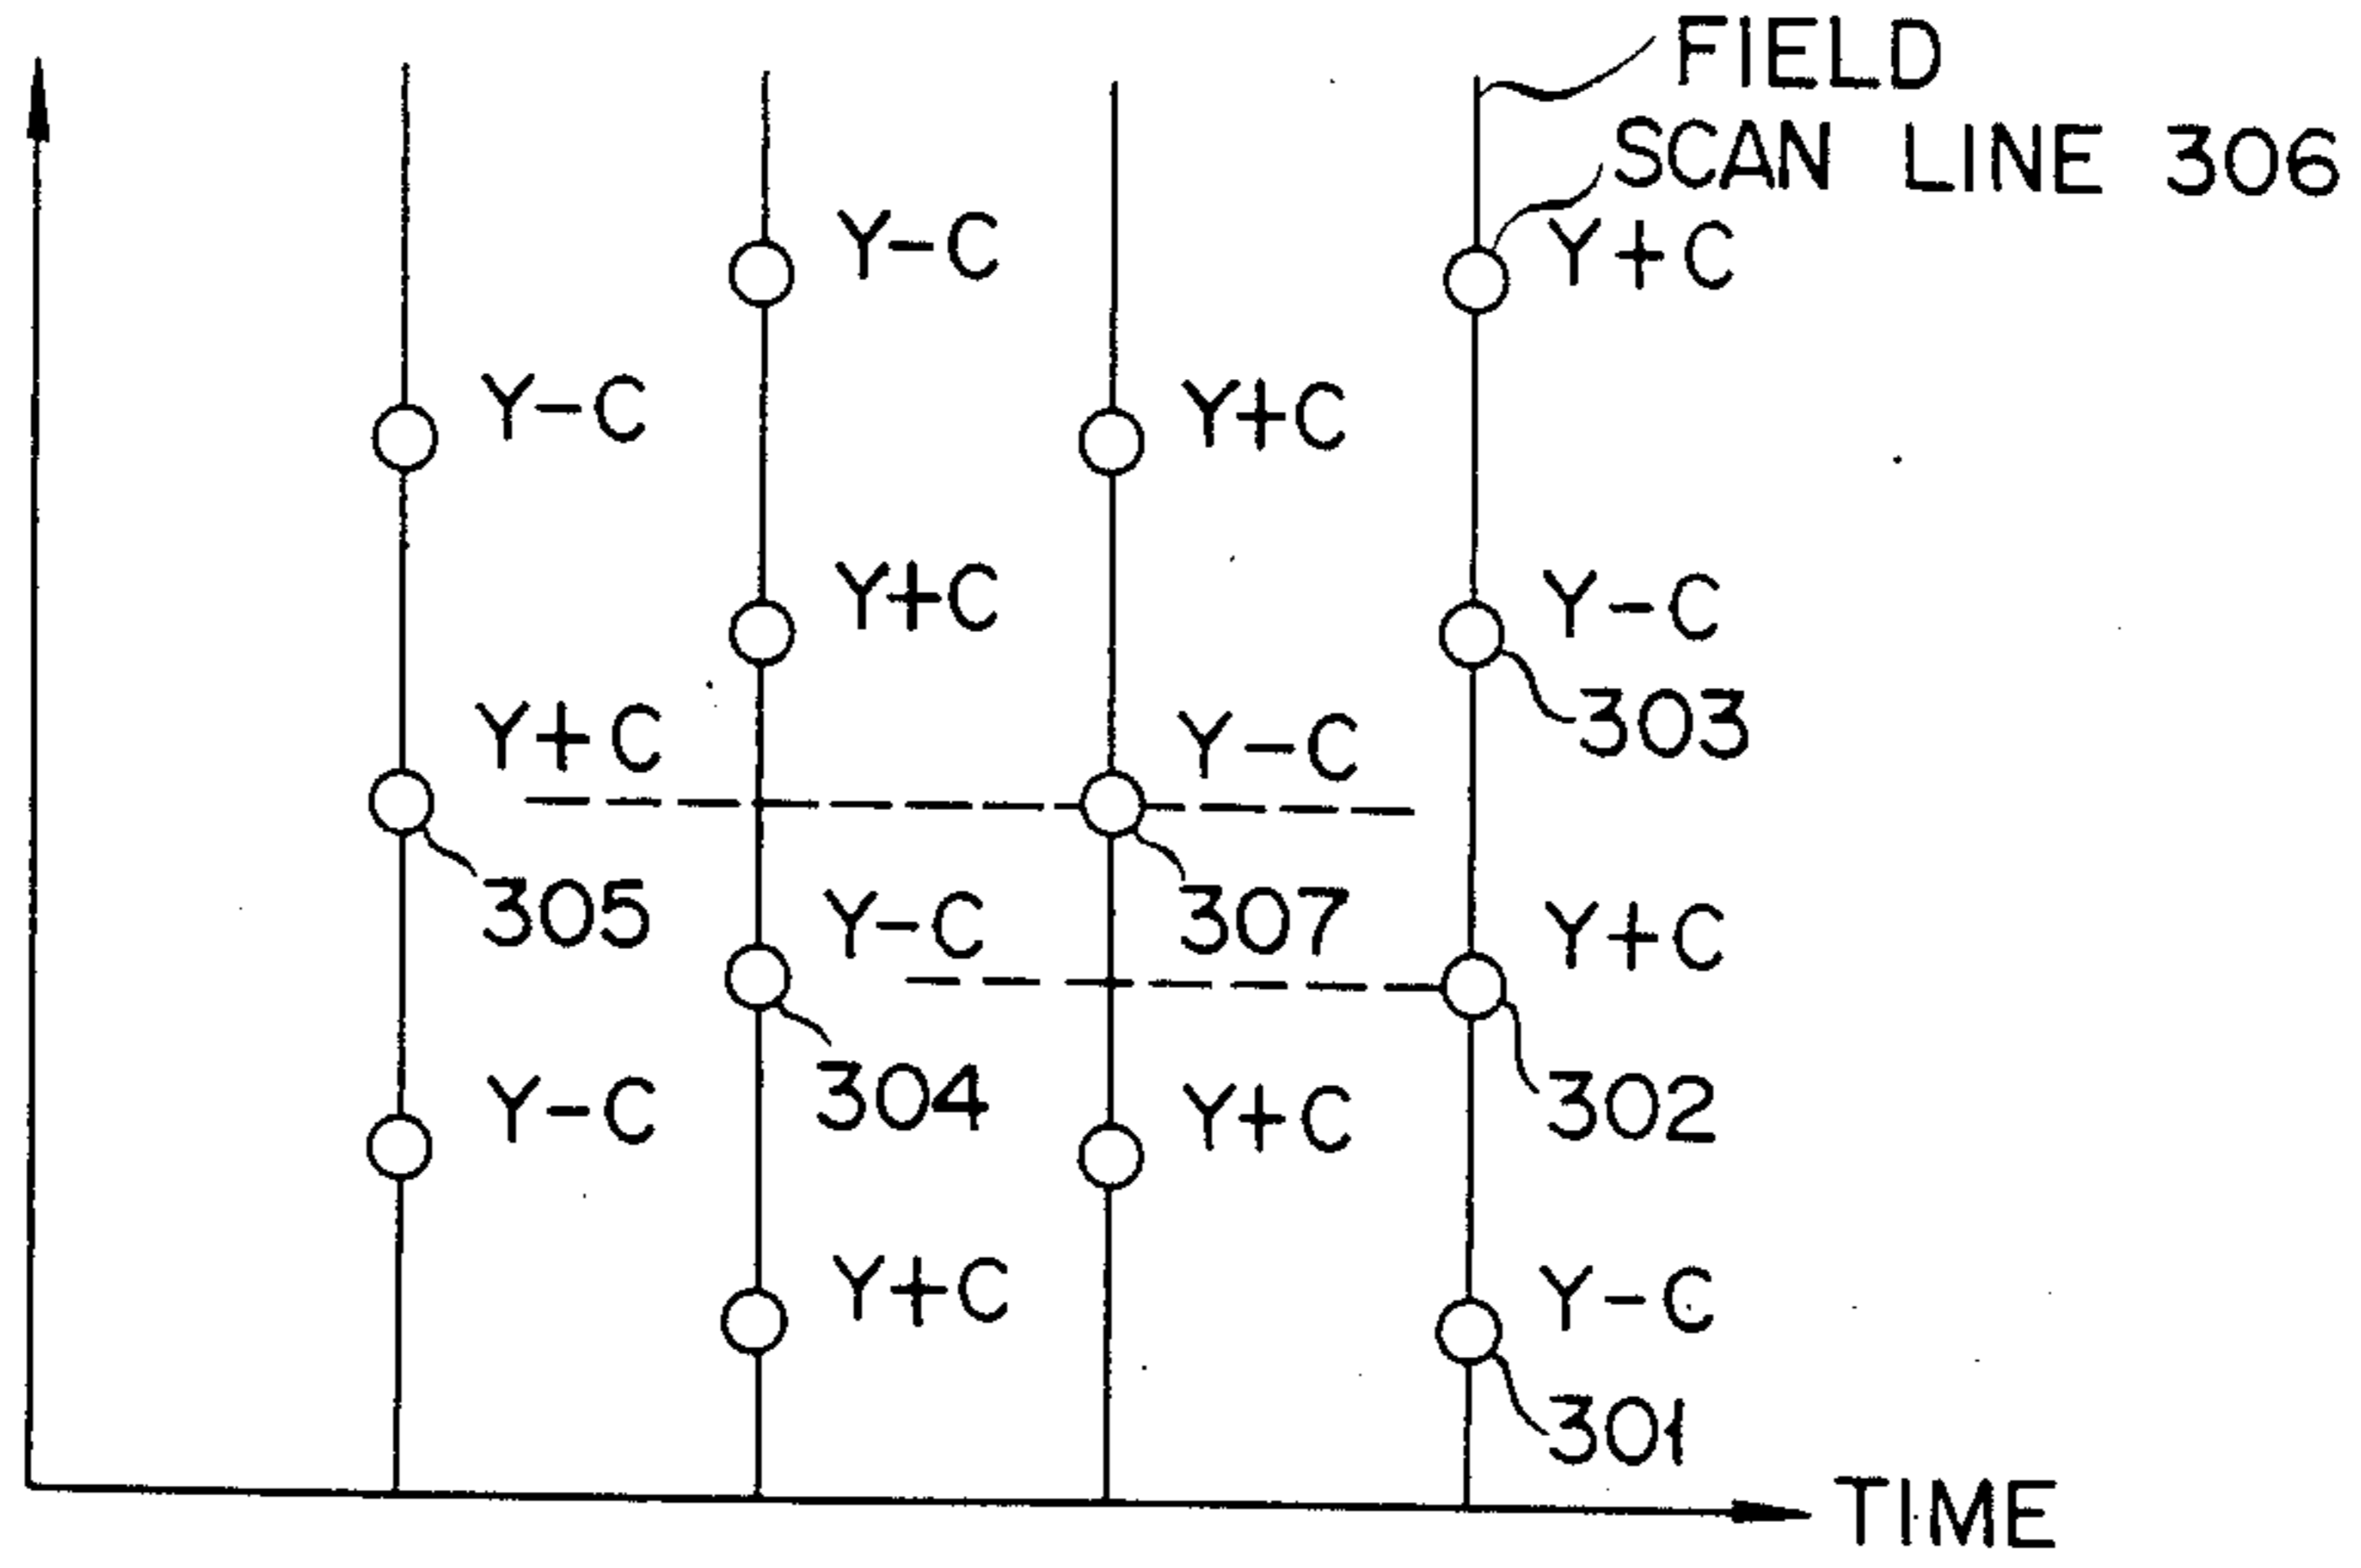 FIELD
SCAN LINE 306
Y-C
Y+C
Y-C
Y+C
Y+C
Y-C
303
Y+C
Y-C
305
Y-C
307
Y-C
304
Y+C
302
Y-C
Y+C
Y+C
Y-C
301
TIME